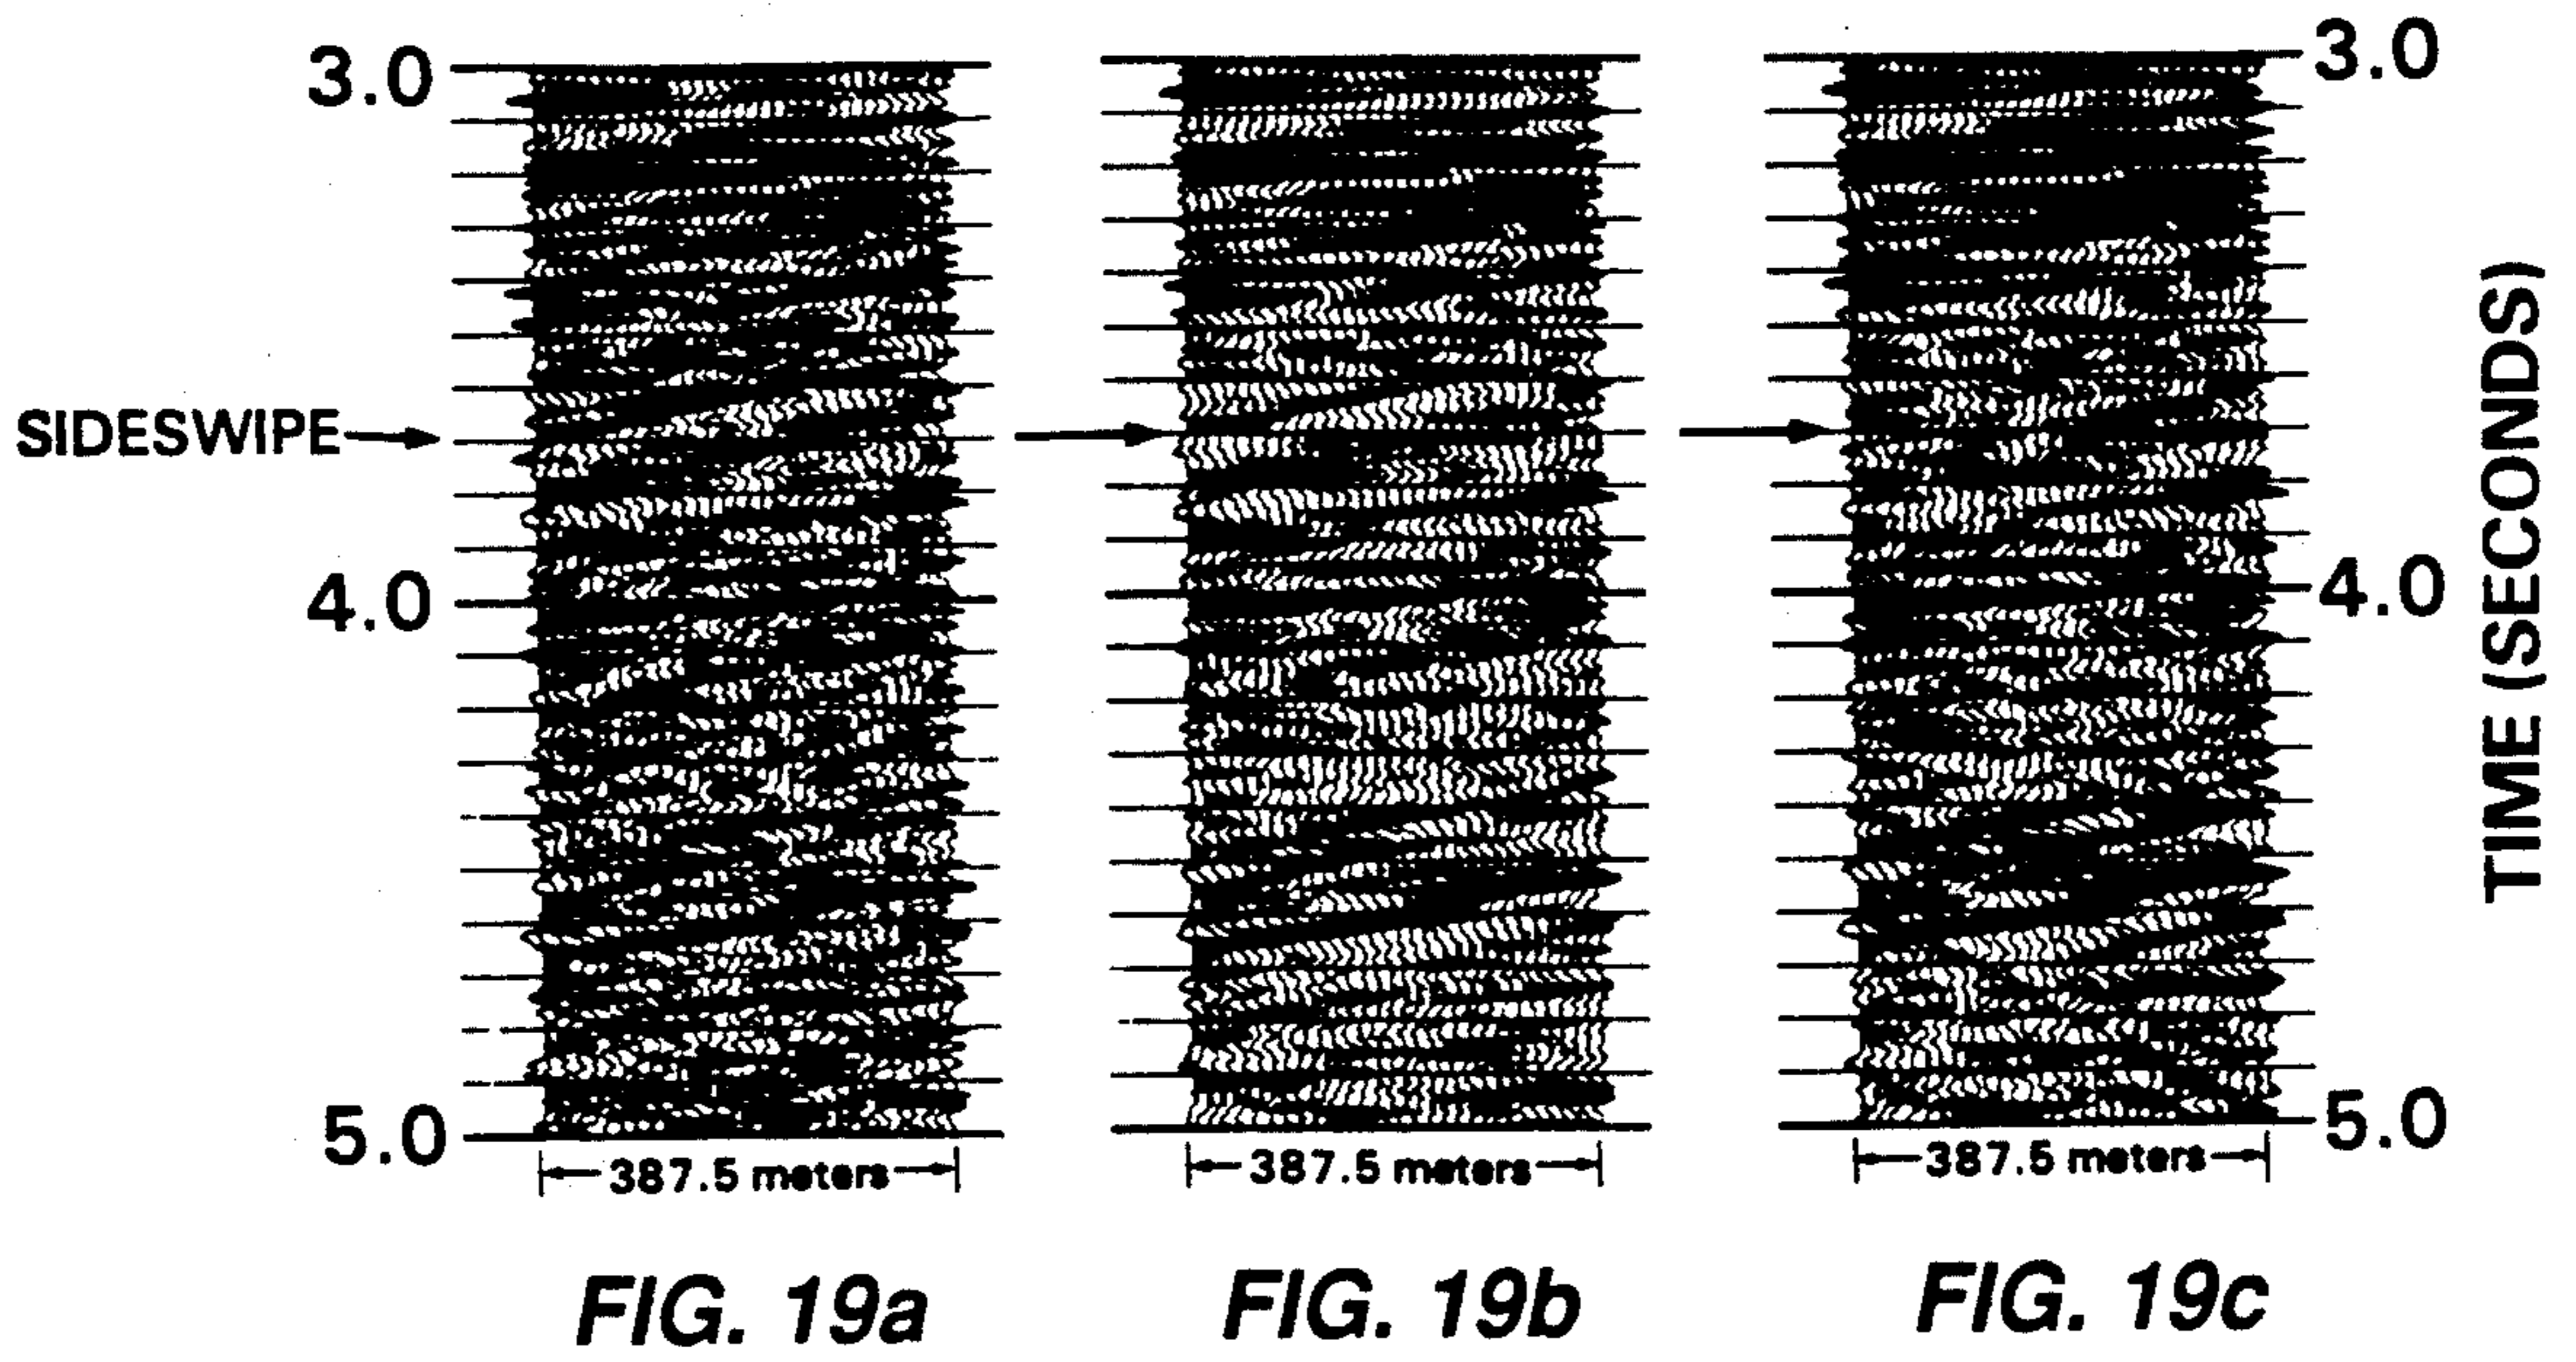 3.0
3.0
SIDESWIPE
4.0
4.0
TIME (SECONDS)
5.0
5.0
387.5 meters
387.5 meters
387.5 meters
FIG. 19a
FIG. 19b
FIG. 19c